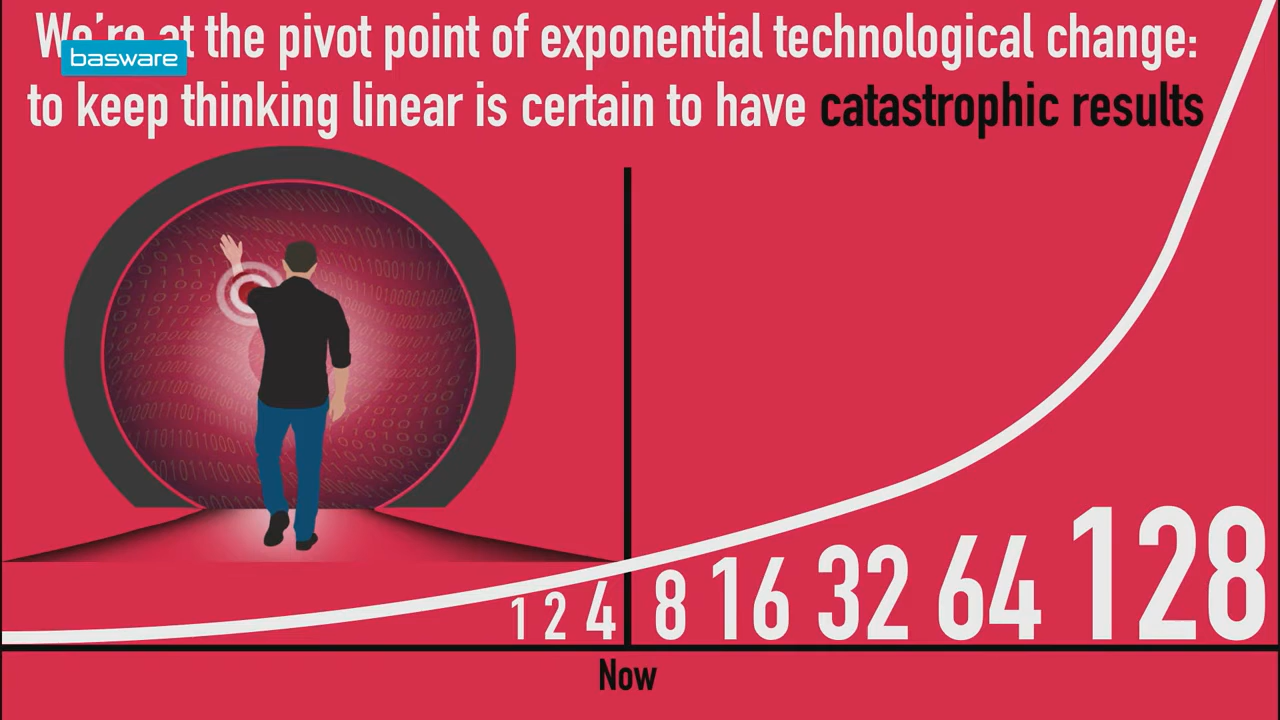 We're at the pivot point of exponential technological change:
basware
to keep thinking linear is certain to have catastrophic results
1 2 4 8 16 32 64 128
Now